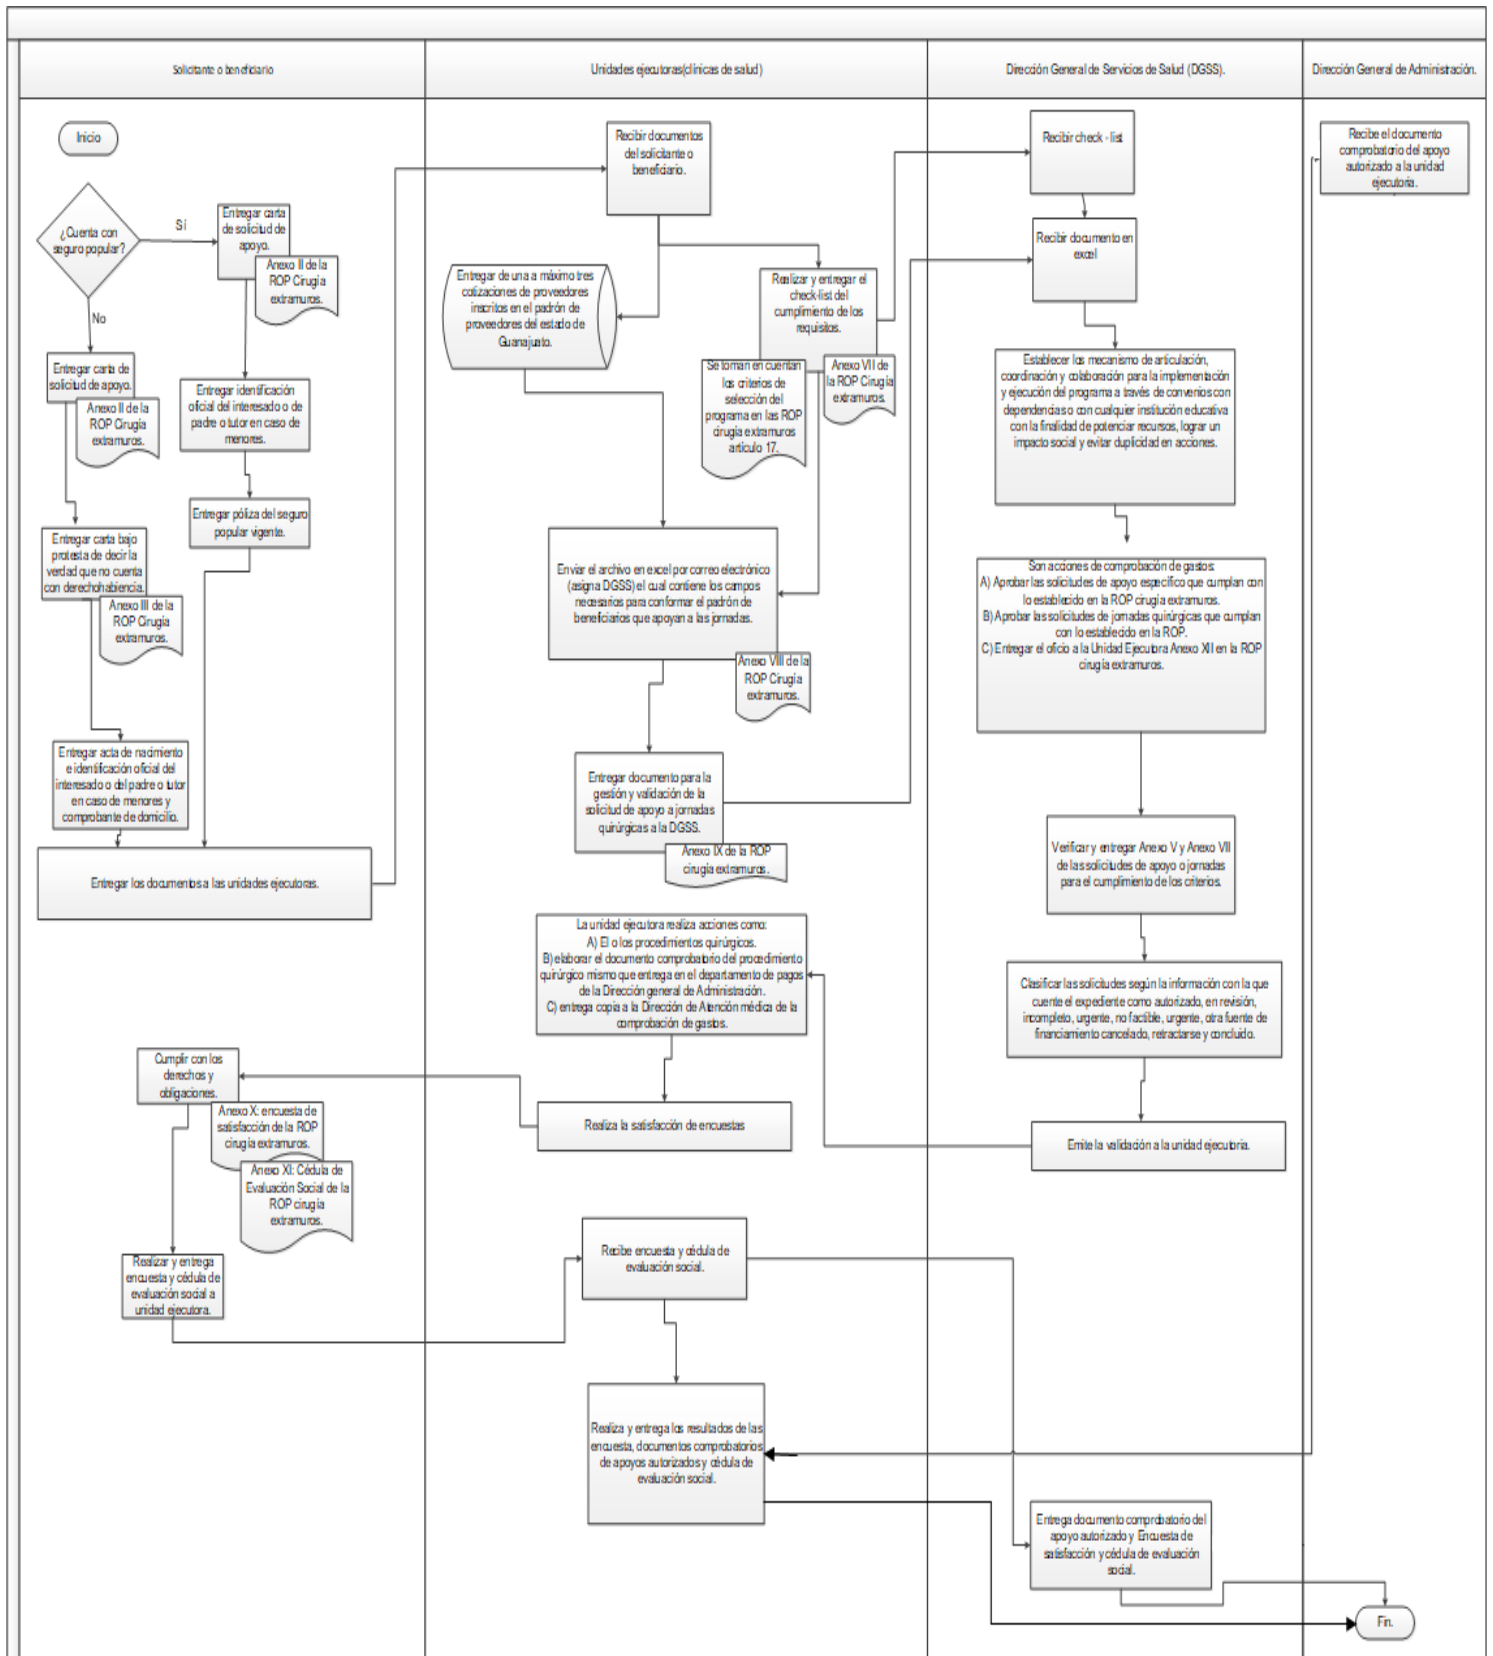 Solicitante o beneficiario
Unidades ejecutoras(clínicas de salud)
Dirección General de Servicios de Salud (DGSS).
Dirección General de Administración.
Inicio
¿Cuenta con
seguro popular?
Sí
No
Entregar carta
de solicitud de
apoyo.
Anexo II de la
ROP Cirugía
extramuros.
Entregar carta de
solicitud de apoyo.
Anexo II de la
ROP Cirugía
extramuros.
Entregar identificación
oficial del interesado o de
padre o tutor en caso de
menores.
Entregar póliza del seguro
popular vigente.
Entregar carta bajo
protesta de decir la
verdad que no cuenta
con derechohabiencia.
Anexo III de la
ROP Cirugía
extramuros.
Entregar acta de nacimiento
e identificación oficial del
interesado o del padre o tutor
en caso de menores y
comprobante de domicilio.
Entregar los documentos a las unidades ejecutoras.
Cumplir con los
derechos y
obligaciones.
Anexo X: encuesta de
satisfacción de la ROP
cirugía extramuros.
Anexo XI: Cédula de
Evaluación Social de la
ROP cirugía
extramuros.
Realizar y entrega
encuesta y cédula de
evaluación social a
unidad ejecutora.
Recibir documentos
del solicitante o
beneficiario.
Entregar de una a máximo tres
cotizaciones de proveedores
inscritos en el padrón de
proveedores del estado de
Guanajuato.
Realizar y entregar el
check-list del
cumplimiento de los
requisitos.
Se toman en cuentan
los criterios de
selección del
programa en las ROP
cirugía extramuros
artículo 17.
Anexo VII de
la ROP Cirugía
extramuros.
Enviar el archivo en excel por correo electrónico
(asigna DGSS) el cual contiene los campos
necesarios para conformar el padrón de
beneficiarios que apoyan a las jornadas.
Anexo VIII de la
ROP Cirugía
extramuros.
Entregar documento para la
gestión y validación de la
solicitud de apoyo a jornadas
quirúrgicas a la DGSS.
Anexo IX de la ROP
cirugía extramuros.
La unidad ejecutora realiza acciones como:
A) El o los procedimientos quirúrgicos.
B) elaborar el documento comprobatorio del procedimiento
quirúrgico mismo que entrega en el departamento de pagos
de la Dirección general de Administración.
C) entrega copia a la Dirección de Atención médica de la
comprobación de gastos.
Realiza la satisfacción de encuestas
Recibe encuesta y cédula de
evaluación social.
Realiza y entrega los resultados de las
encuesta, documentos comprobatorios
de apoyos autorizados y cédula de
evaluación social.
Recibir check - list
Recibir documento en
excel
Establecer los mecanismo de articulación,
coordinación y colaboración para la implementación
y ejecución del programa a través de convenios con
dependencias o con cualquier institución educativa
con la finalidad de potenciar recursos, lograr un
impacto social y evitar duplicidad en acciones.
Son acciones de comprobación de gastos:
A) Aprobar las solicitudes de apoyo específico que cumplan con
lo establecido en la ROP cirugía extramuros.
B) Aprobar las solicitudes de jornadas quirúrgicas que cumplan
con lo establecido en la ROP.
C) Entregar el oficio a la Unidad Ejecutora Anexo XII en la ROP
cirugía extramuros.
Verificar y entregar Anexo V y Anexo VII
de las solicitudes de apoyo o jornadas
para el cumplimiento de los criterios.
Clasificar las solicitudes según la información con la que
cuente el expediente como autorizado, en revisión,
incompleto, urgente, no factible, urgente, otra fuente de
financiamiento cancelado, retractarse y concluido.
Emite la validación a la unidad ejecutoria.
Entrega documento comprobatorio del
apoyo autorizado y Encuesta de
satisfacción y cédula de evaluación
social.
Recibe el documento
comprobatorio del apoyo
autorizado a la unidad
ejecutoria.
Fin.